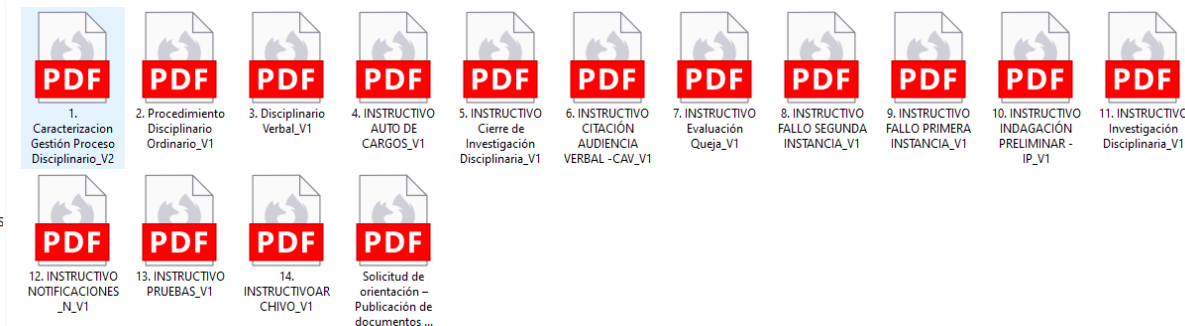 PDF
PDF
PDF
PDF
PDF
PDF
PDF
PDF
PDF
PDF
PDF
1.
Caracterizacion
Gestión Proceso
Disciplinario_V2
2. Procedimiento
Disciplinario
Ordinario_V1
3. Disciplinario
Verbal_V1
4. INSTRUCTIVO
AUTO DE
CARGOS_V1
5. INSTRUCTIVO
Cierre de
Investigación
Disciplinaria_V1
6. INSTRUCTIVO
CITACIÓN
AUDIENCIA
VERBAL -CAV_V1
7. INSTRUCTIVO
Evaluación
Queja_V1
8. INSTRUCTIVO
FALLO SEGUNDA
INSTANCIA_V1
9. INSTRUCTIVO
FALLO PRIMERA
INSTANCIA_V1
10. INSTRUCTIVO
INDAGACIÓN
PRELIMINAR -
IP_V1
11. INSTRUCTIVO
Investigación
Disciplinaria_V1
s
PDF
PDF
PDF
PDF
12. INSTRUCTIVO
NOTIFICACIONES
_N_V1
13. INSTRUCTIVO
PRUEBAS_V1
14.
INSTRUCTIVOAR
CHIVO_V1
Solicitud de
orientación –
Publicación de
documentos ...